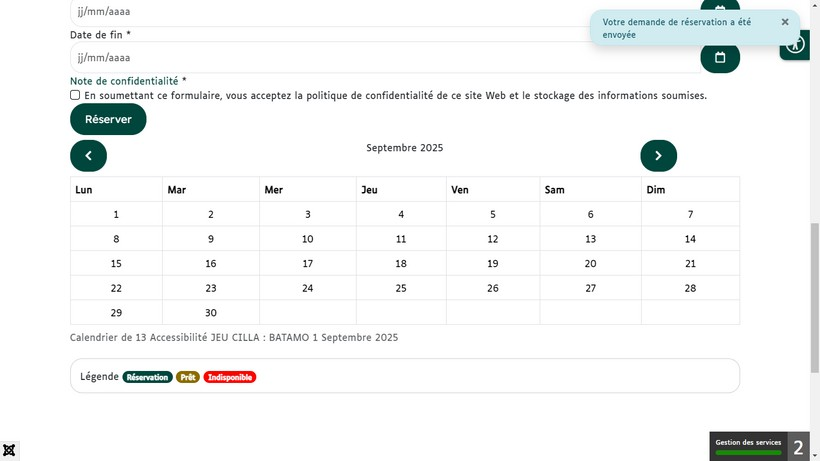 jj/mm/aaaa
Votre demande de réservation a été
envoyée
Date de fin *
jj/mm/aaaa
Note de confidentialité *
En soumettant ce formulaire, vous acceptez la politique de confidentialité de ce site Web et le stockage des informations soumises.
Réserver
Septembre 2025
Lun Mar Mer Jeu Ven Sam Dim
1 2 3 4 5 6 7
8 9 10 11 12 13 14
15 16 17 18 19 20 21
22 23 24 25 26 27 28
29 30
Calendrier de 13 Accessibilité JEU CILLA : BATAMO 1 Septembre 2025
Légende Réservation Prêt Indisponible
Gestion des services 2